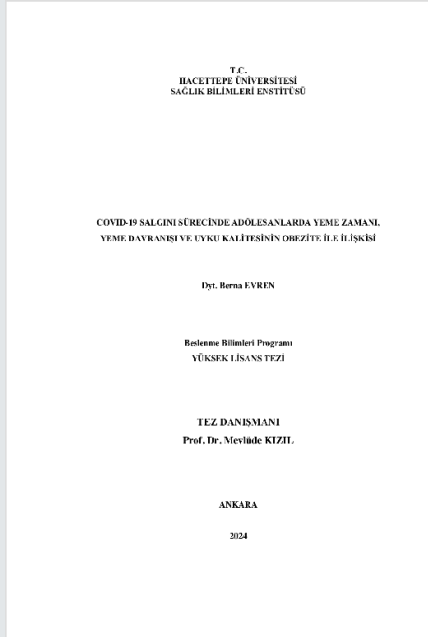 T.C.
HACETTEPE ÜNİVERSİTESİ
SAĞLIK BİLİMLERİ ENSTİTÜSÜ
COVID-19 SALGINI SÜRECİNDE ADÖLESANLARDA YEME ZAMANI,
YEME DAVRANIŞI VE UYKU KALİTESİNİN OBEZİTE İLE İLİŞKİSİ
Dyt. Berna EVREN
Beslenme Bilimleri Programı
YÜKSEK LİSANS TEZİ
TEZ DANIŞMANI
Prof. Dr. Mevlüde KIZIL
ANKARA
2024